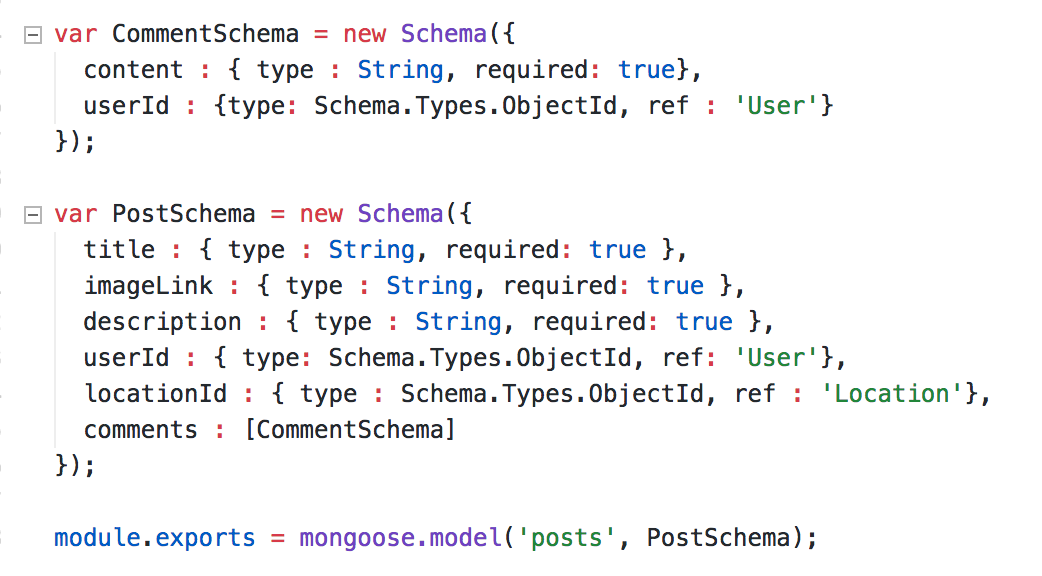 var CommentSchema = new Schema({
  content : { type : String, required: true},
  userId : {type: Schema.Types.ObjectId, ref : 'User'}
});

var PostSchema = new Schema({
  title : { type : String, required: true },
  imageLink : { type : String, required: true },
  description : { type : String, required: true },
  userId : { type: Schema.Types.ObjectId, ref: 'User'},
  locationId : { type : Schema.Types.ObjectId, ref : 'Location'},
  comments : [CommentSchema]
});

module.exports = mongoose.model('posts', PostSchema);